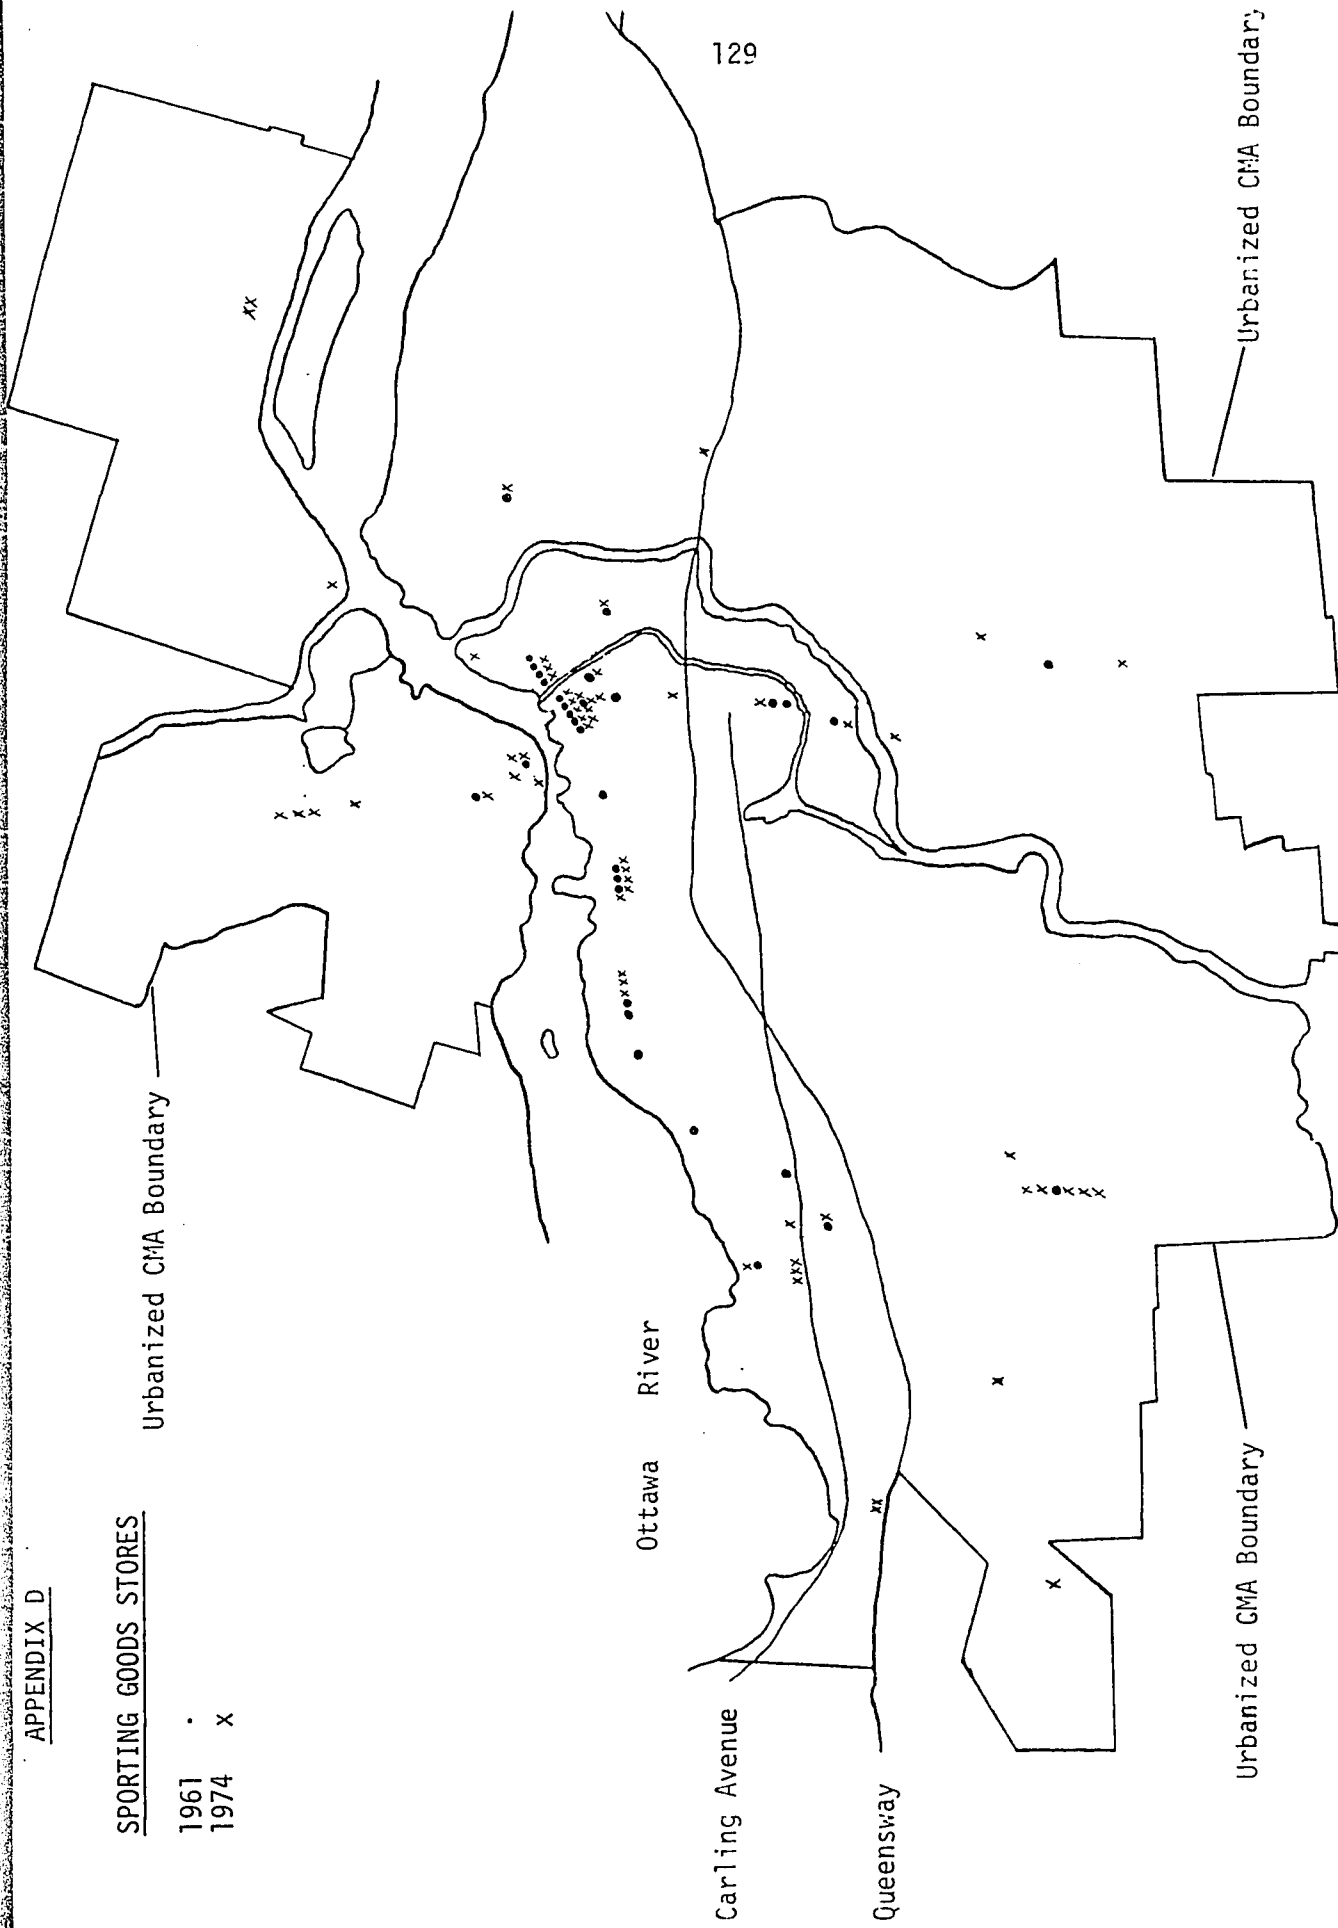 129
APPENDIX D
SPORTING GOODS STORES
1961 .
1974 x
Urbanized CMA Boundary
Ottawa River
Carling Avenue
Queensway
Urbanized CMA Boundary
Urbanized CMA Boundary